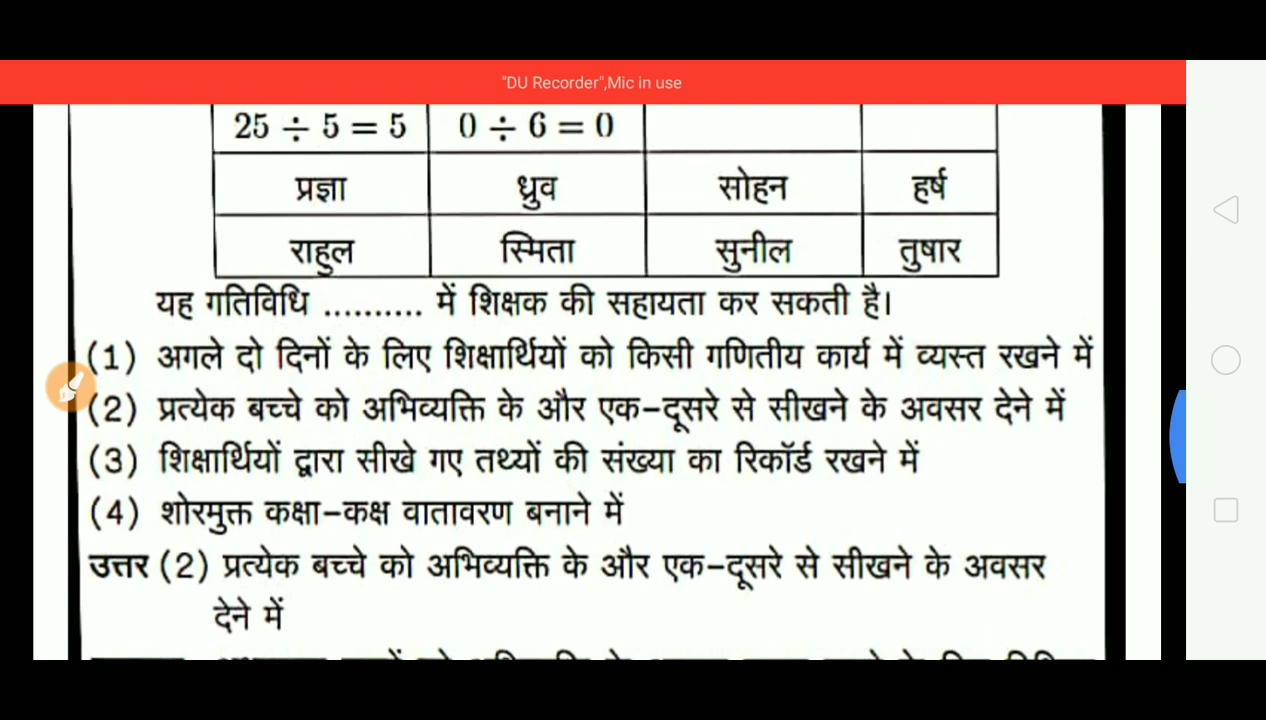 "DU Recorder",Mic in use
25 ÷ 5 = 5 0 ÷ 6 = 0
प्रज्ञा ध्रुव सोहन हर्ष
राहुल स्मिता सुनील तुषार
यह गतिविधि .......... में शिक्षक की सहायता कर सकती है।
(1) अगले दो दिनों के लिए शिक्षार्थियों को किसी गणितीय कार्य में व्यस्त रखने में
(2) प्रत्येक बच्चे को अभिव्यक्ति के और एक-दूसरे से सीखने के अवसर देने में
(3) शिक्षार्थियों द्वारा सीखे गए तथ्यों की संख्या का रिकॉर्ड रखने में
(4) शोरमुक्त कक्षा-कक्ष वातावरण बनाने में
उत्तर (2) प्रत्येक बच्चे को अभिव्यक्ति के और एक-दूसरे से सीखने के अवसर
देने में